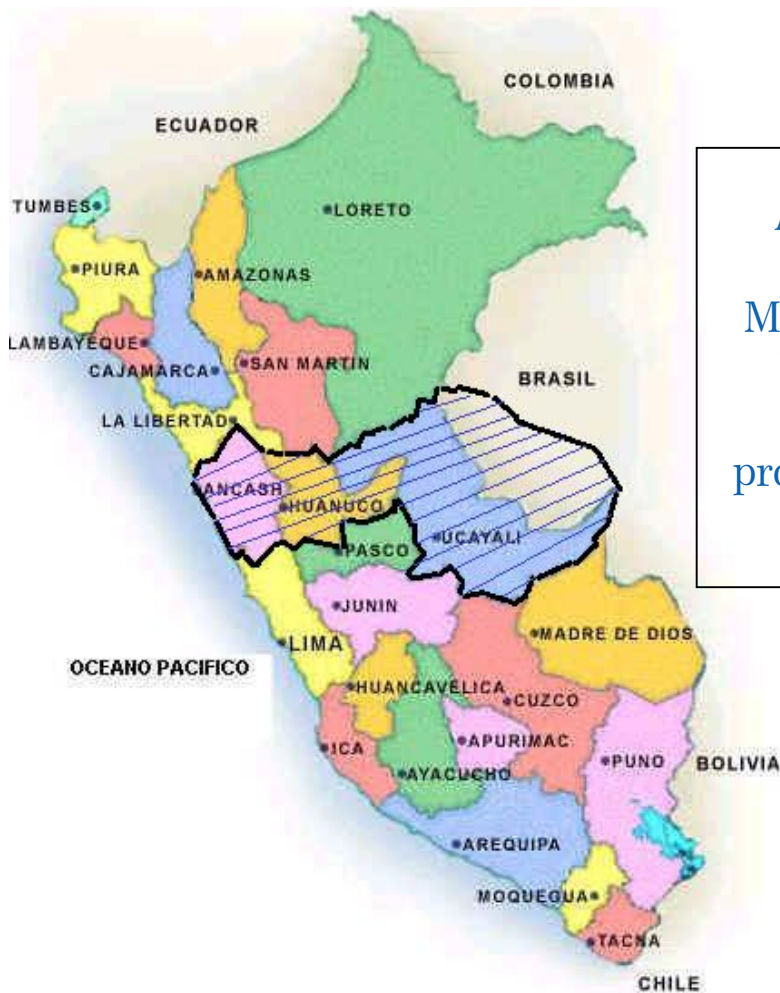 COLOMBIA
ECUADOR
TUMBES
LORETO
PIURA
AMAZONAS
LAMBAYEQUE
SAN MARTIN
CAJAMARCA
BRASIL
LA LIBERTAD
ANCASH
HUANUCO
UCAYALI
PASCO
JUNIN
LIMA
MADRE DE DIOS
OCEANO PACIFICO
HUANCAVELICA
CUZCO
ICA
APURIMAC
PUNO
BOLIVIA
AYACUCHO
AREQUIPA
MOQUEGUA
TACNA
CHILE
A
M
pro